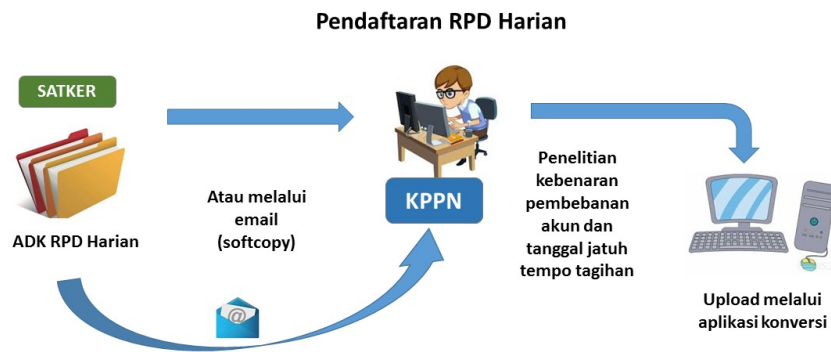 Pendaftaran RPD Harian
SATKER
ADK RPD Harian
Atau melalui
email
(softcopy)
@
KPPN
Penelitian
kebenaran
pembebanan
akun dan
tanggal jatuh
tempo tagihan
Upload melalui
aplikasi konversi